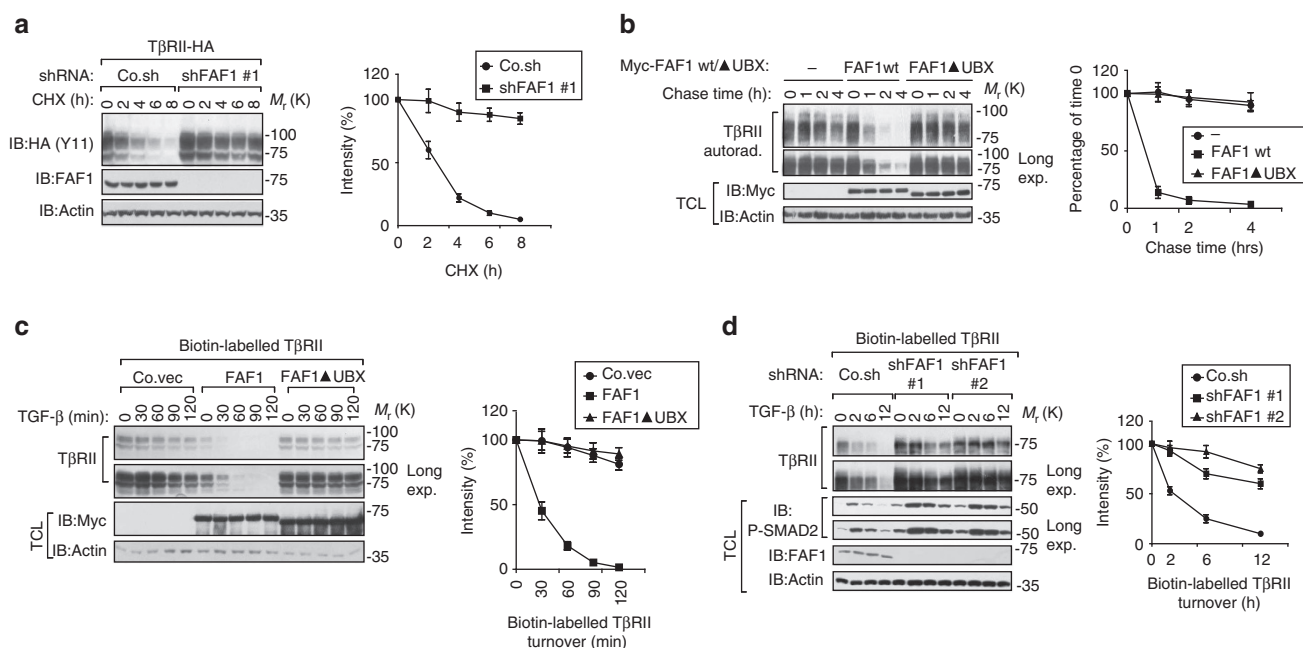 a
TβRII-HA
shRNA: Co.sh shFAF1 #1
CHX (h): 0 2 4 6 8 0 2 4 6 8 Mr (K)
IB:HA (Y11)
-100
-75
IB:FAF1
-75
IB:Actin
-35
Co.sh
shFAF1 #1
120
100
50
0
Intensity (%)
0 2 4 6 8
CHX (h)
b
Myc-FAF1 wt/▲UBX: – FAF1wt FAF1▲UBX
Chase time (h): 0 1 2 4 0 1 2 4 0 1 2 4 Mr (K)
TβRII
autorad.
-100
-75
-100
-75
Long
exp.
TCL
IB:Myc
-75
IB:Actin
-35
120
100
50
0
Percentage of time 0
–
FAF1 wt
FAF1▲UBX
0 1 2 4
Chase time (hrs)
c
Biotin-labelled TβRII
Co.vec FAF1 FAF1▲UBX
TGF-β (min): 0 30 60 90 120 0 30 60 90 120 0 30 60 90 120 Mr (K)
TβRII
-100
-75
-100
-75
Long
exp.
TCL
IB:Myc
-75
IB:Actin
-35
Co.vec
FAF1
FAF1▲UBX
120
100
50
0
Intensity (%)
0 30 60 90 120
Biotin-labelled TβRII
turnover (min)
d
Biotin-labelled TβRII
shRNA: Co.sh shFAF1 #1 shFAF1 #2
TGF-β (h): 0 2 6 12 0 2 6 12 0 2 6 12 Mr (K)
TβRII
-75
-75
Long
exp.
TCL
IB:
P-SMAD2
-50
-50
Long
exp.
IB:FAF1
-75
IB:Actin
-35
Co.sh
shFAF1 #1
shFAF1 #2
120
100
50
0
Intensity (%)
0 2 6 12
Biotin-labelled TβRII
turnover (h)